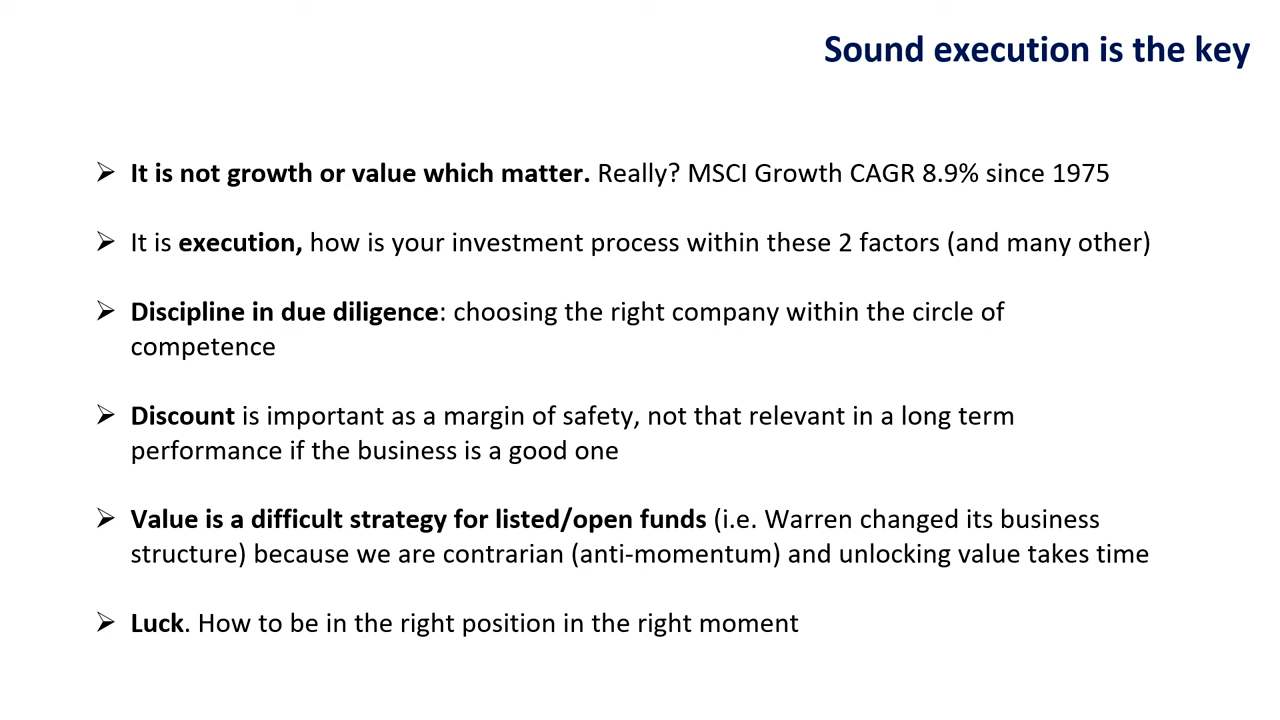 Sound execution is the key
➢ It is not growth or value which matter. Really? MSCI Growth CAGR 8.9% since 1975
➢ It is execution, how is your investment process within these 2 factors (and many other)
➢ Discipline in due diligence: choosing the right company within the circle of
competence
➢ Discount is important as a margin of safety, not that relevant in a long term
performance if the business is a good one
➢ Value is a difficult strategy for listed/open funds (i.e. Warren changed its business
structure) because we are contrarian (anti-momentum) and unlocking value takes time
➢ Luck. How to be in the right position in the right moment